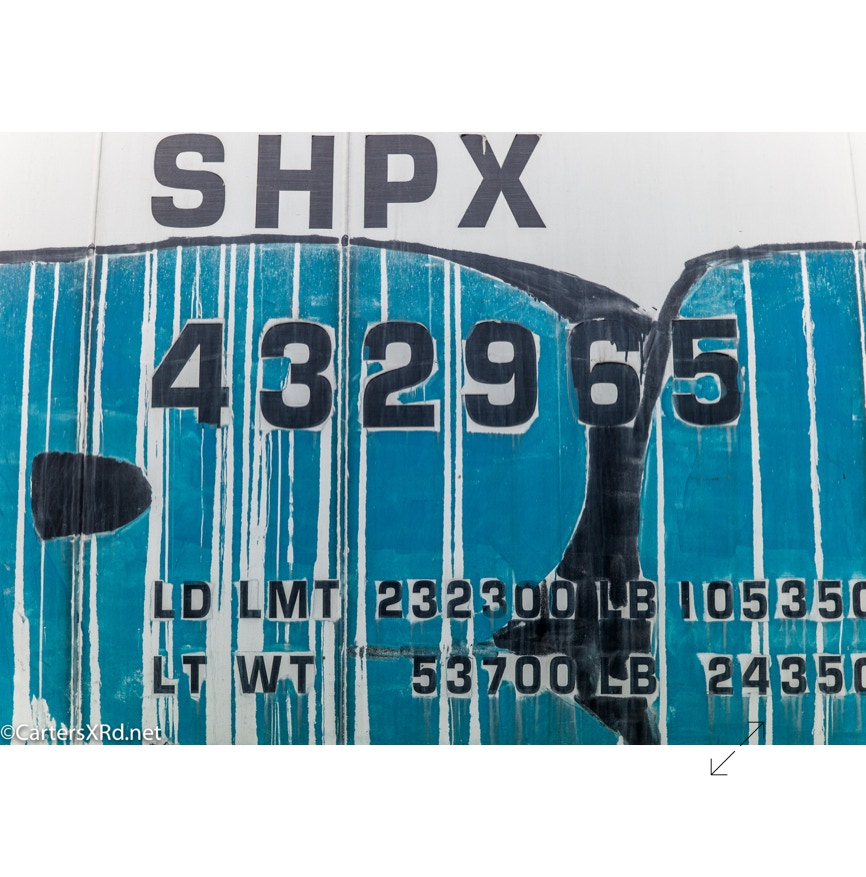 SHPX
432965
LD LMT 232300 LB 105350
LT WT 53700 LB 24350
©CartersXRd.net